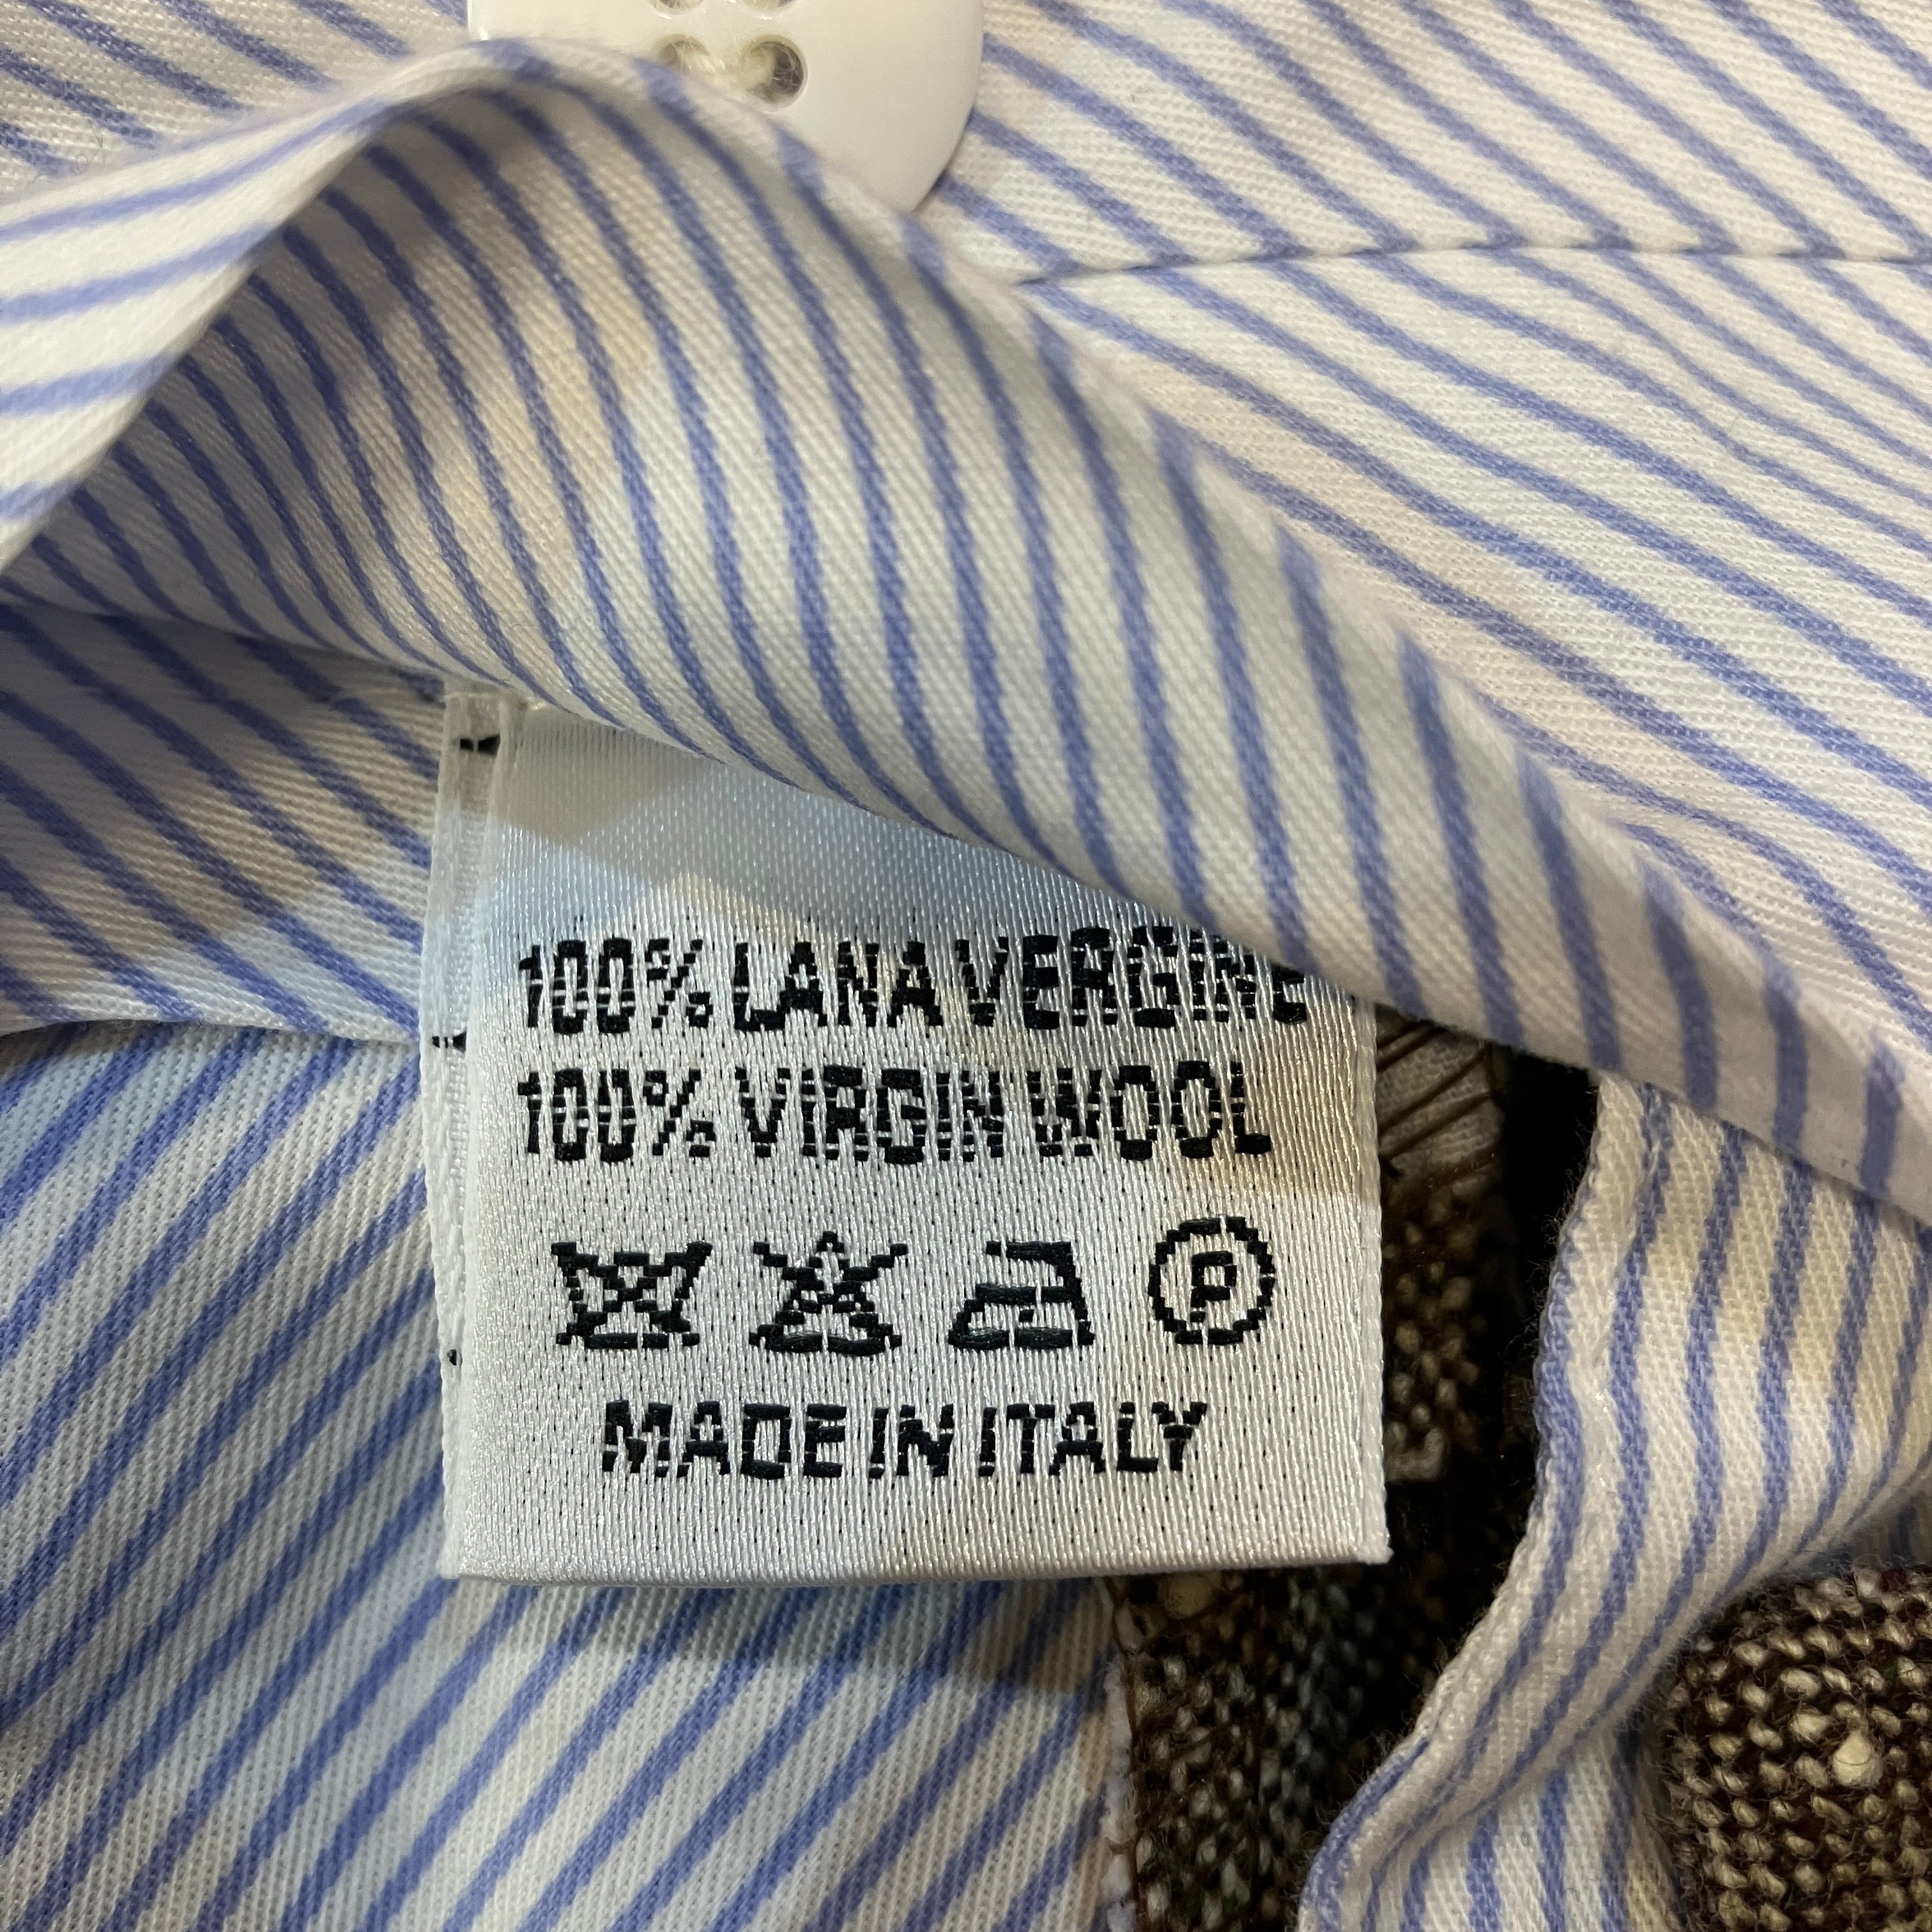 100% LANA VERGINE
100% VIRGIN WOOL
P
MADE IN ITALY